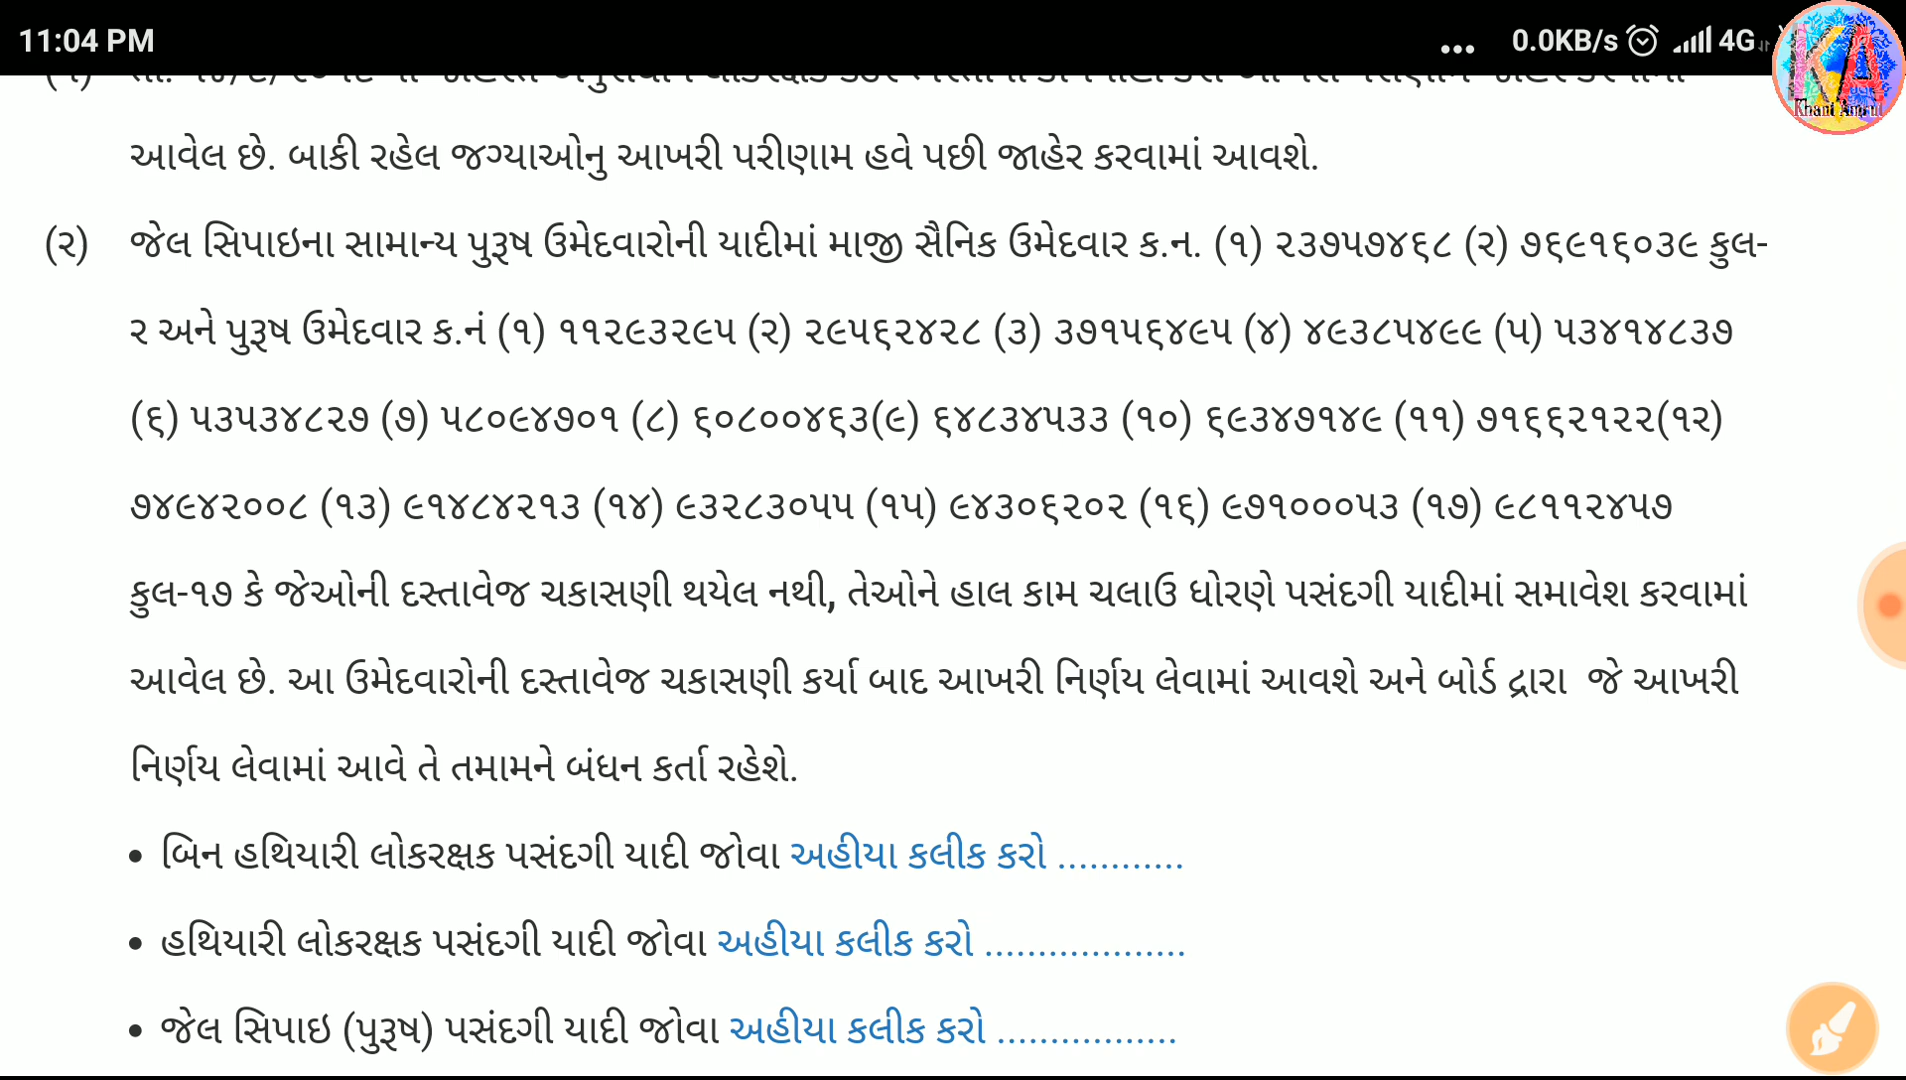 11:04 PM ... 0.0KB/s 4G
Khant Amrut
આવેલ છે. બાકી રહેલ જગ્યાઓનુ આખરી પરીણામ હવે પછી જાહેર કરવામાં આવશે.
(૨) જેલ સિપાઇના સામાન્ય પુરૂષ ઉમેદવારોની યાદીમાં માજી સૈનિક ઉમેદવાર ક.ન. (૧) ૨૩૭૫૭૪૬૮ (૨) ૭૬૯૧૬૦૩૯ કુલ-
૨ અને પુરૂષ ઉમેદવાર ક.નં (૧) ૧૧૨૯૩૨૯૫ (૨) ૨૯૫૬૨૪૨૮ (૩) ૩૭૧૫૬૪૯૫ (૪) ૪૯૩૮૫૪૯૯ (૫) ૫૩૪૧૪૮૩૭
(૬) ૫૩૫૩૪૮૨૭ (૭) ૫૮૦૯૪૭૦૧ (૮) ૬૦૮૦૦૪૬૩(૯) ૬૪૮૩૪૫૩૩ (૧૦) ૬૯૩૪૭૧૪૯ (૧૧) ૭૧૬૬૨૧૨૨(૧૨)
૭૪૯૪૨૦૦૮ (૧૩) ૯૧૪૮૪૨૧૩ (૧૪) ૯૩૨૮૩૦૫૫ (૧૫) ૯૪૩૦૬૨૦૨ (૧૬) ૯૭૧૦૦૦૫૩ (૧૭) ૯૮૧૧૨૪૫૭
કુલ-૧૭ કે જેઓની દસ્તાવેજ ચકાસણી થયેલ નથી, તેઓને હાલ કામ ચલાઉ ધોરણે પસંદગી યાદીમાં સમાવેશ કરવામાં
આવેલ છે. આ ઉમેદવારોની દસ્તાવેજ ચકાસણી કર્યા બાદ આખરી નિર્ણય લેવામાં આવશે અને બોર્ડ દ્રારા જે આખરી
નિર્ણય લેવામાં આવે તે તમામને બંધન કર્તા રહેશે.
• બિન હથિયારી લોકરક્ષક પસંદગી યાદી જોવા અહીયા કલીક કરો ............
• હથિયારી લોકરક્ષક પસંદગી યાદી જોવા અહીયા કલીક કરો ...................
• જેલ સિપાઇ (પુરૂષ) પસંદગી યાદી જોવા અહીયા કલીક કરો .................